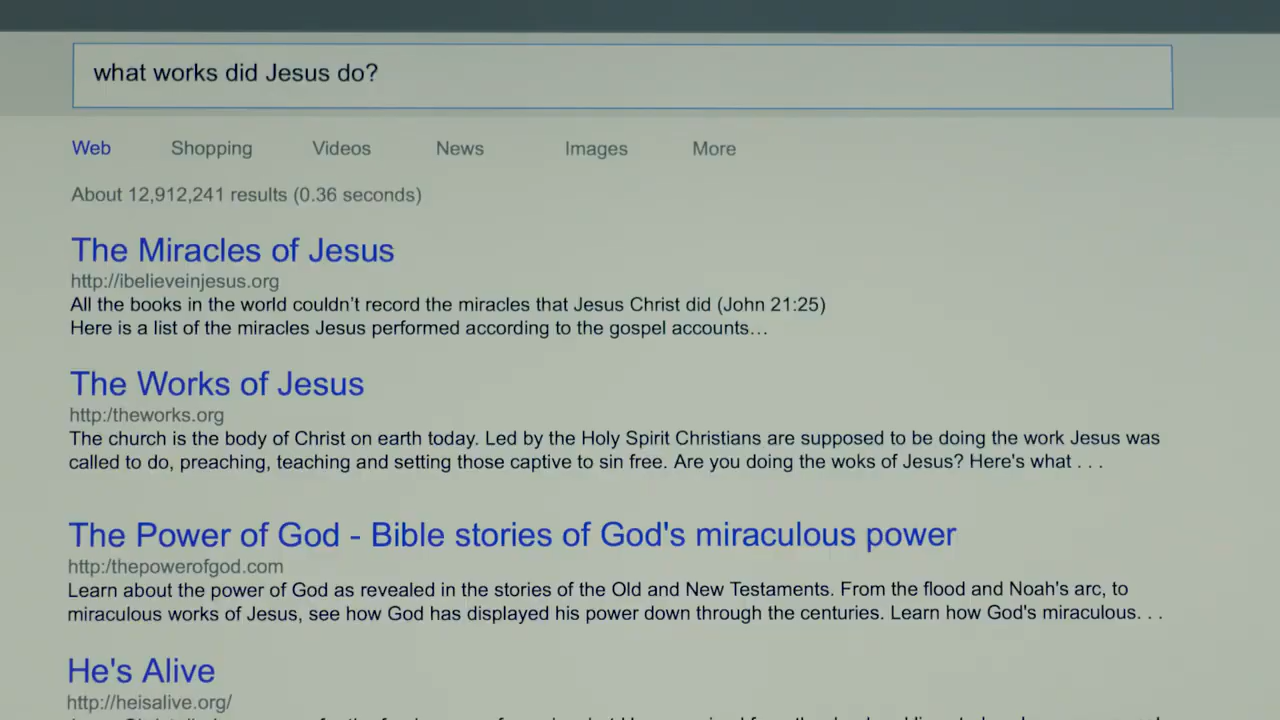 what works did Jesus do?
Web Shopping Videos News Images More
About 12,912,241 results (0.36 seconds)
The Miracles of Jesus
http://ibelieveinjesus.org
All the books in the world couldn’t record the miracles that Jesus Christ did (John 21:25)
Here is a list of the miracles Jesus performed according to the gospel accounts…
The Works of Jesus
http:/theworks.org
The church is the body of Christ on earth today. Led by the Holy Spirit Christians are supposed to be doing the work Jesus was
called to do, preaching, teaching and setting those captive to sin free. Are you doing the woks of Jesus? Here's what . . .
The Power of God - Bible stories of God's miraculous power
http:/thepowerofgod.com
Learn about the power of God as revealed in the stories of the Old and New Testaments. From the flood and Noah's arc, to
miraculous works of Jesus, see how God has displayed his power down through the centuries. Learn how God's miraculous. . .
He's Alive
http://heisalive.org/